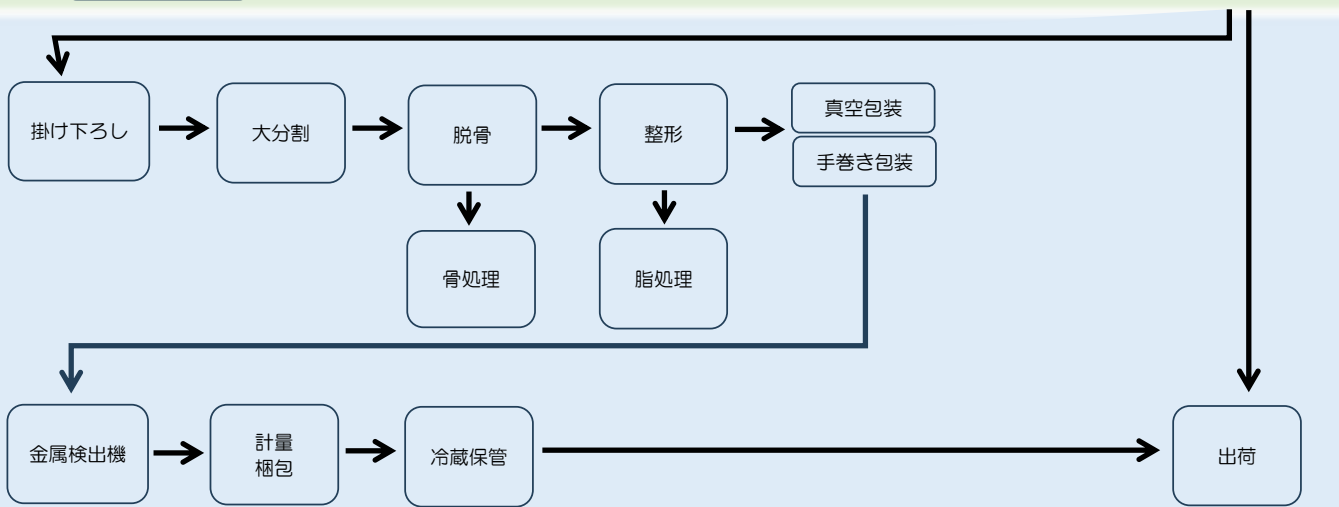 掛け下ろし
大分割
脱骨
整形
真空包装
手巻き包装
骨処理
脂処理
金属検出機
計量
梱包
冷蔵保管
出荷